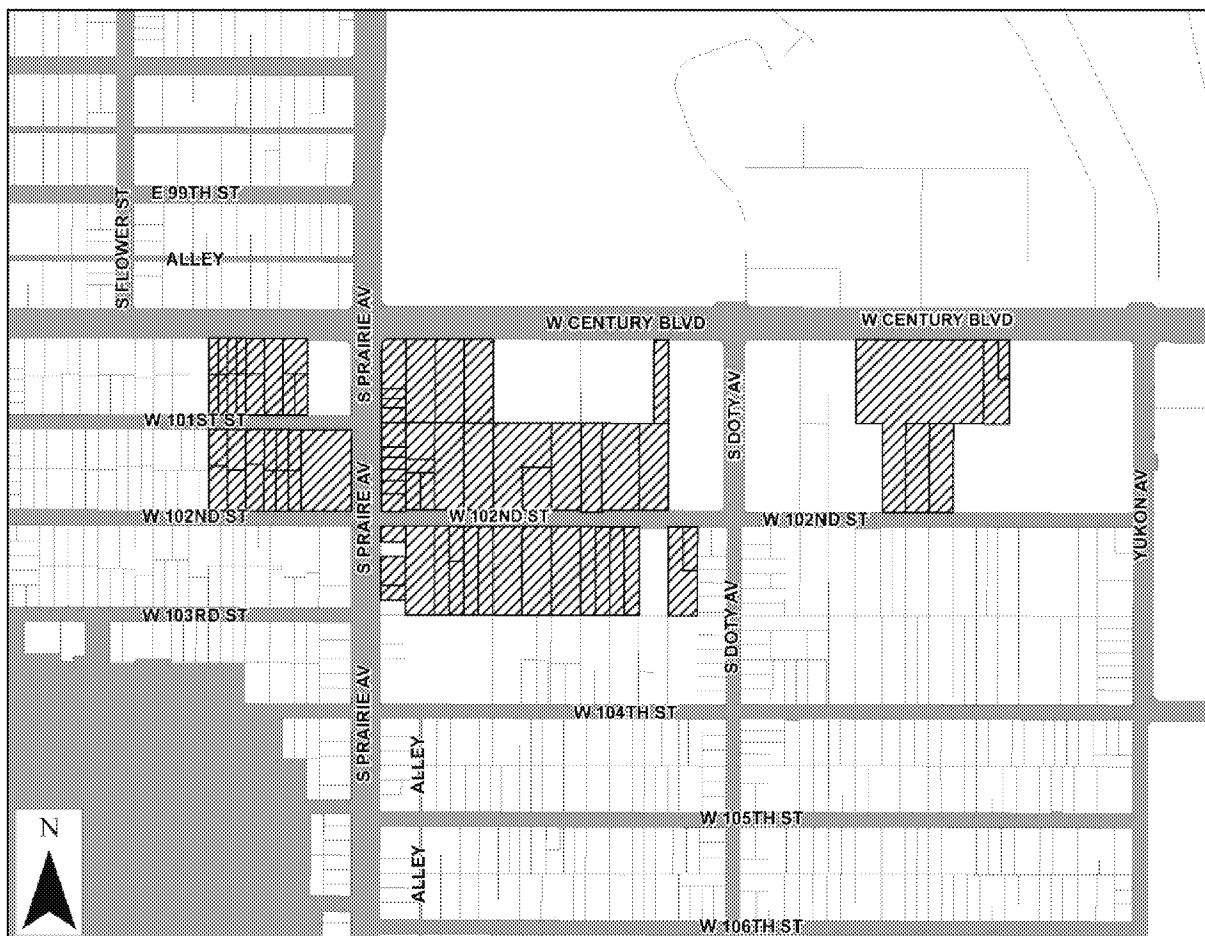 E 99TH ST
S FLOWER ST
ALLEY
S PRAIRIE AV
W CENTURY BLVD
W CENTURY BLVD
W 101ST ST
S DOTY AV
S PRAIRE AV
W 102ND ST
W 102ND ST
W 102ND ST
YUKON AV
W 103RD ST
S DOTY AV
S PRAIRIE AV
W 104TH ST
ALLEY
W 105TH ST
N
ALLEY
W 106TH ST